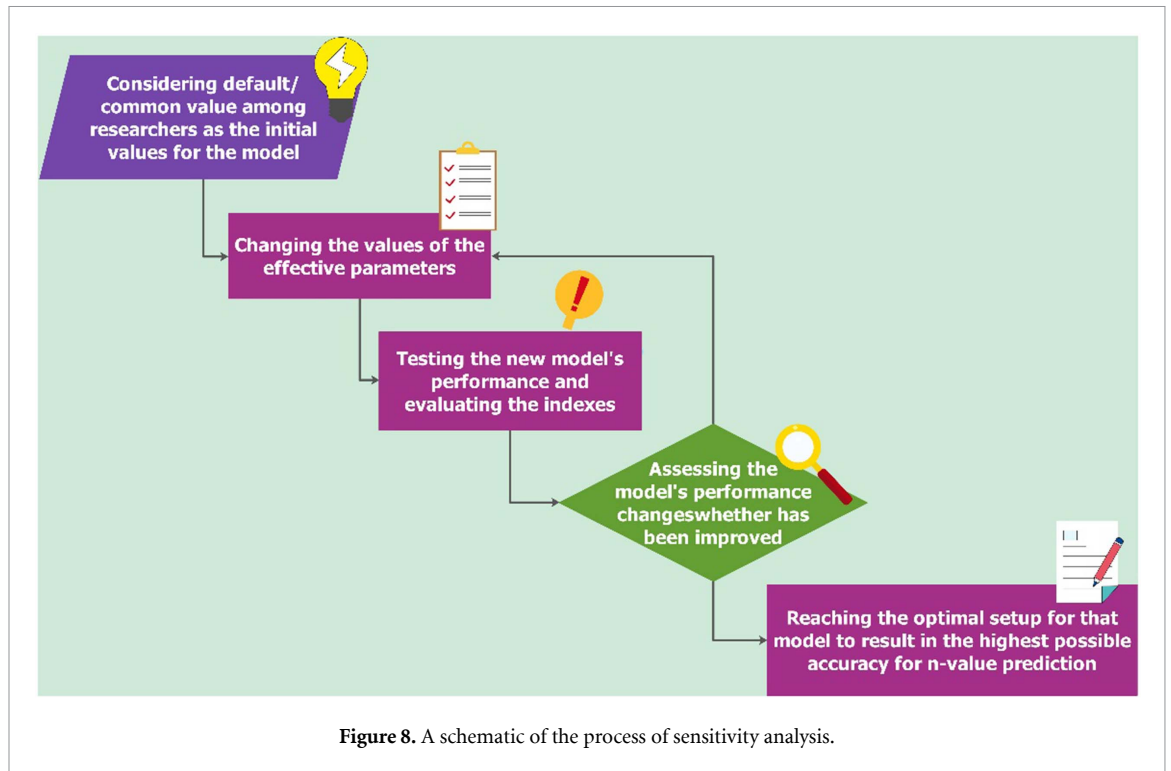 Considering default/
common value among
researchers as the initial
values for the model
Changing the values of the
effective parameters
Testing the new model's
performance and
evaluating the indexes
Assessing the
model's performance
changeswhether has
been improved
Reaching the optimal setup for that
model to result in the highest possible
accuracy for n-value prediction
Figure 8. A schematic of the process of sensitivity analysis.